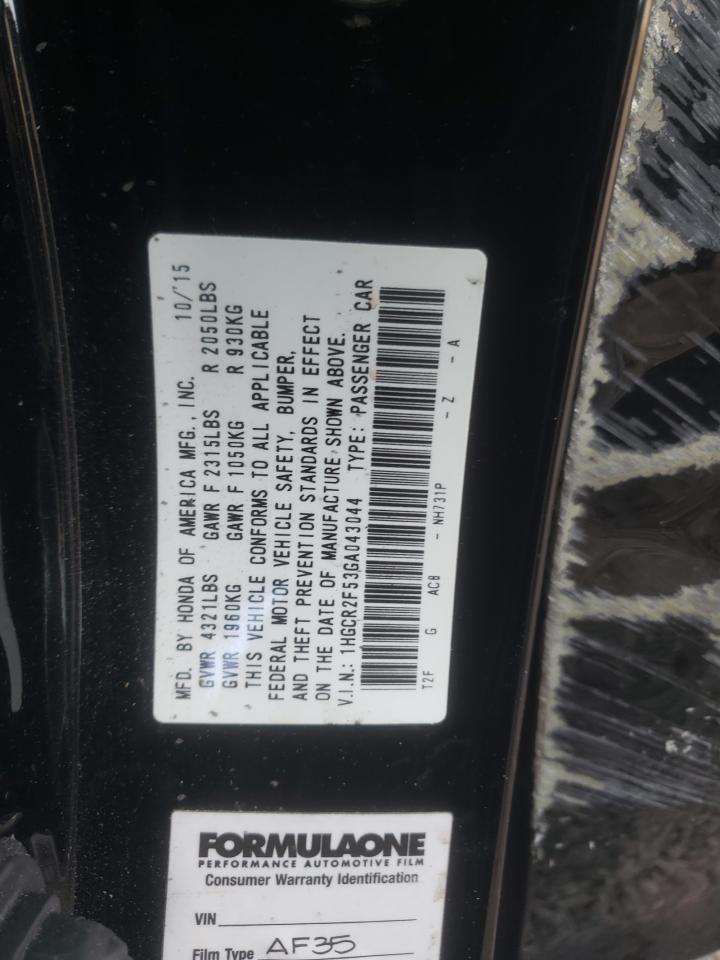 MFD. BY HONDA OF AMERICA MFG., INC. 10/'15
GVWR 4321LBS GAWR F 2315LBS R 2050LBS
GVWR 1960KG GAWR F 1050KG R 930KG
THIS VEHICLE CONFORMS TO ALL APPLICABLE
FEDERAL MOTOR VEHICLE SAFETY, BUMPER,
AND THEFT PREVENTION STANDARDS IN EFFECT
ON THE DATE OF MANUFACTURE SHOWN ABOVE.
V.I.N.: 1HGCR2F53GA043044 TYPE: PASSENGER CAR
T2F G AC8 - NH731P - Z - A
FORMULAONE
PERFORMANCE AUTOMOTIVE FILM
Consumer Warranty Identification
VIN
Film Type AF35